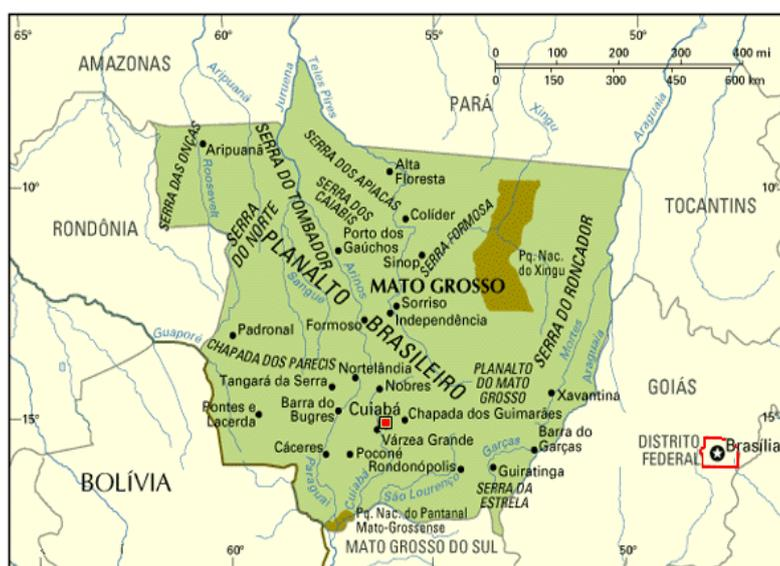 65°
60°
55°
50°
AMAZONAS
Aripuanã
Juruena
Teles Pires
PARÁ
Xingu
Araguaia
0 100 200 300 400 mi
0 150 300 450 600 km
SERRA DAS ONÇAS
Aripuanã
Roosevelt
SERRA DO TOMBADOR
SERRA DOS APIACAS
Alta
Floresta
10°
10°
RONDÔNIA
SERRA
DO NORTE
SERRA DOS
CAIABIS
Colíder
SERRA FORMOSA
TOCANTINS
Porto dos
Gaúchos
Sinop
Pq. Nac.
do Xingu
SERRA DO RONCADOR
PLANALTO
BRASILEIRO
Sangue
Arinos
MATO GROSSO
Sorriso
Independência
Formoso
Guaporé
Padronal
CHAPADA DOS PARECIS
Nortelândia
Tangará da Serra
Nobres
PLANALTO
DO MATO
GROSSO
Mortes
Araguaia
Xavantina
GOIÁS
15°
15°
Pontes e
Lacerda
Barra do
Bugres
Cuiabá
Chapada dos Guimarães
Várzea Grande
Cáceres
Poconé
Rondonópolis
Garças
Barra do
Garças
Guiratinga
DISTRITO
FEDERAL
Brasília
BOLÍVIA
Paraguai
Cuiabá
São Lourenço
SERRA DA
ESTRELA
Pq. Nac. do Pantanal
Mato-Grossense
MATO GROSSO DO SUL
60°
50°